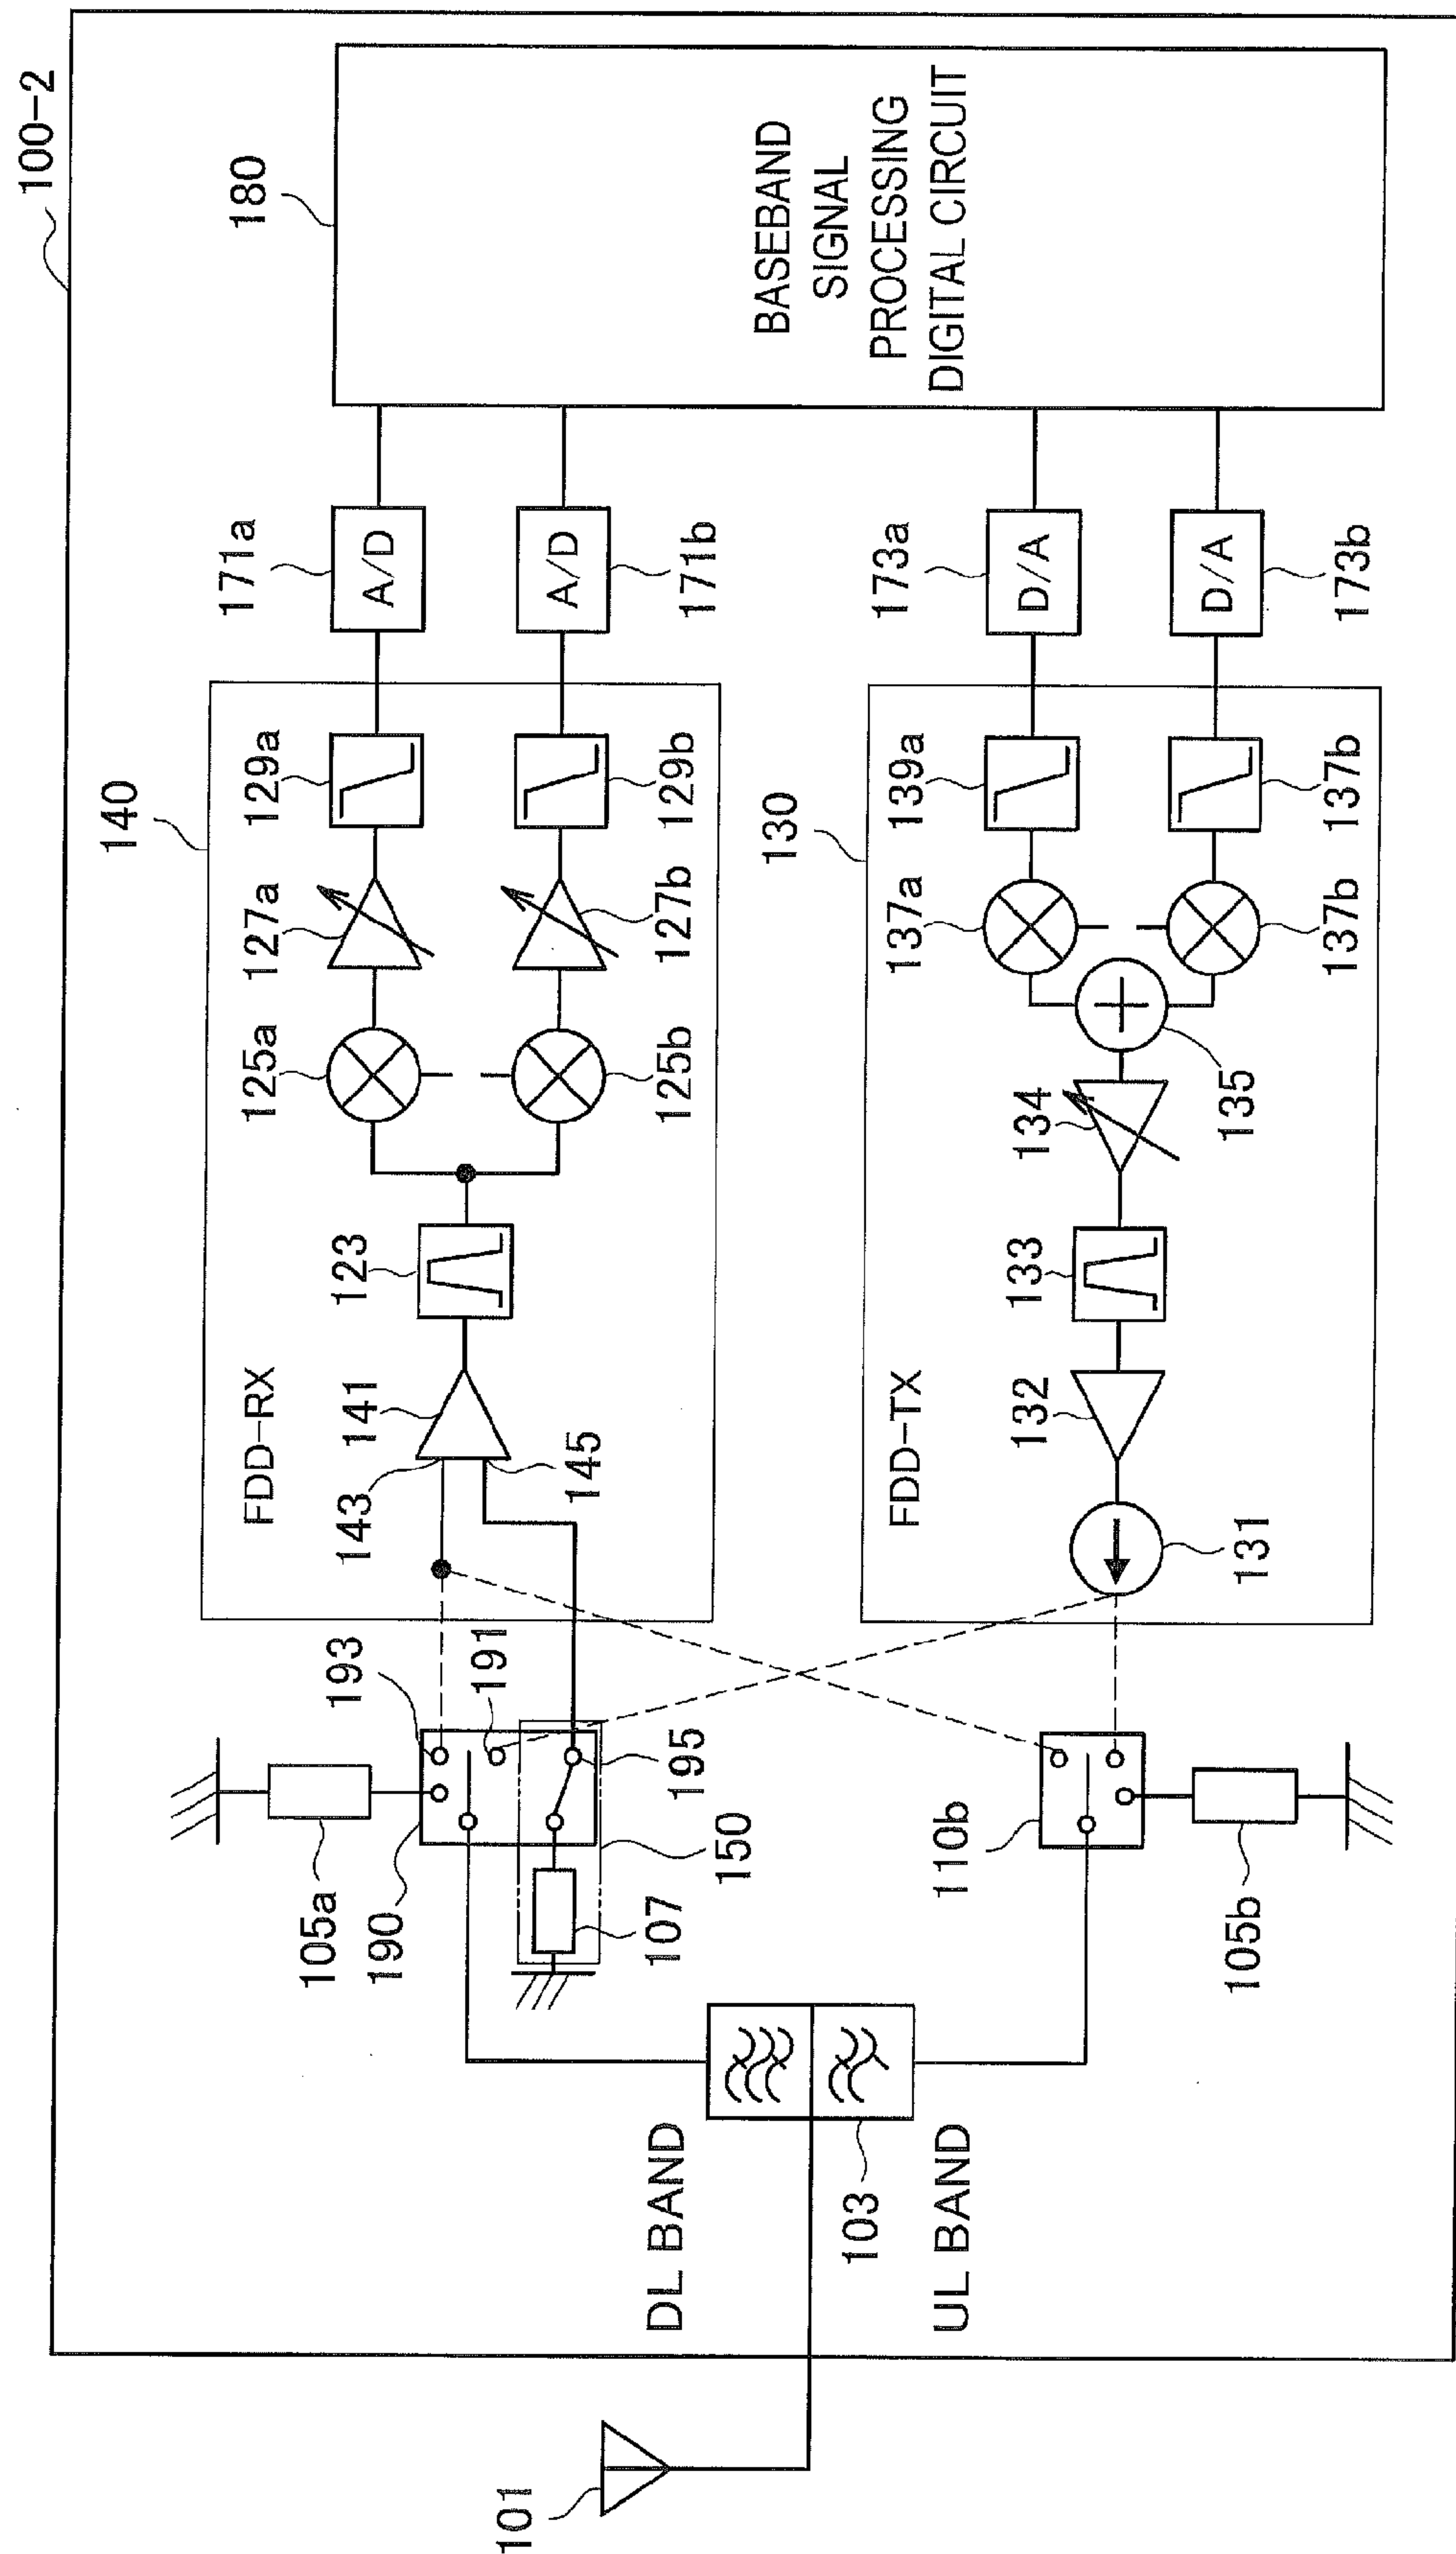 100-2
180
BASEBAND
SIGNAL
PROCESSING
DIGITAL CIRCUIT
171a
A/D
A/D
171b
173a
D/A
D/A
173b
140
129a
129b
127a
127b
125a
125b
123
FDD-RX
141
143
145
130
139a
137b
137a
137b
135
134
133
132
FDD-TX
131
193
191
195
105a
190
150
107
110b
105b
DL BAND
103
UL BAND
101